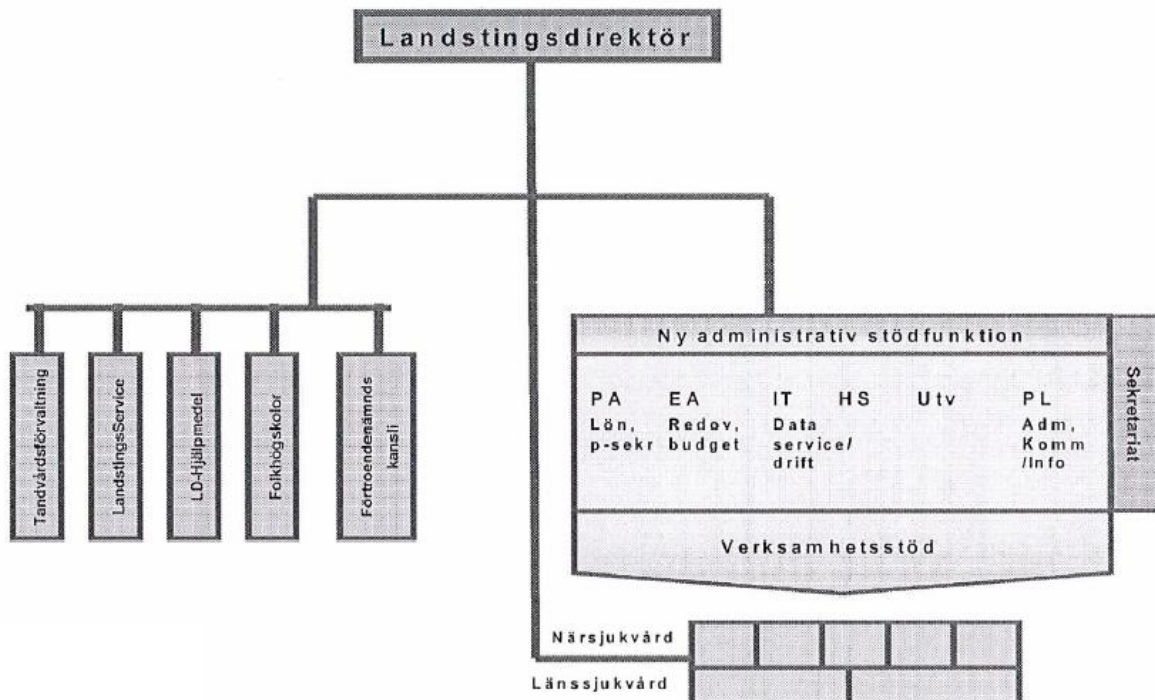 Landstingsdirektör
Tandvårdsförvaltning
LandstingsService
LD-Hjälpmedel
Folkhögskolor
Förtroendenämnds
kansli
Ny administrativ stödfunktion
Sekretariat
PA EA IT HS Utv PL
Lön, Redov, Data Adm,
p-sekr budget service/ Komm
drift /Info
Verksamhetsstöd
Närsjukvård
Länssjukvård